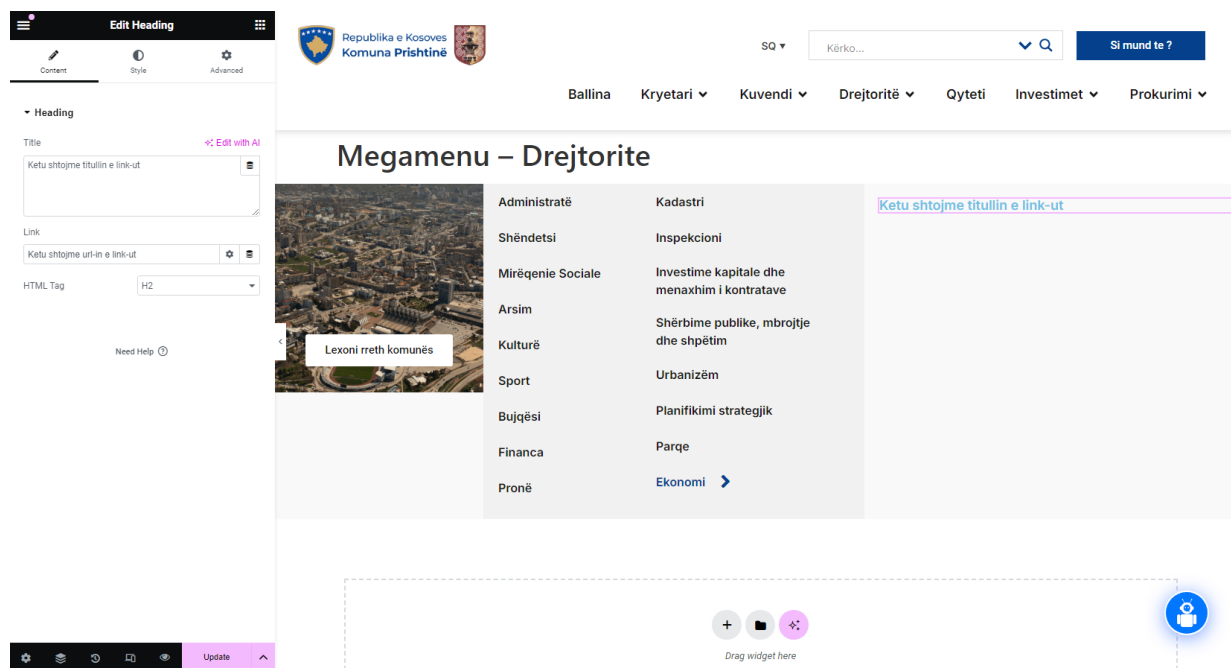 Edit Heading
Content
Style
Advanced
Heading
Title
Edit with AI
Ketu shtojme titullin e link-ut
Link
Ketu shtojme url-in e link-ut
HTML Tag
H2
Need Help
Update
Republika e Kosoves
Komuna Prishtinë
SQ
Kërko...
Si mund te ?
Ballina
Kryetari
Kuvendi
Drejtoritë
Qyteti
Investimet
Prokurimi
Megamenu – Drejtorite
Lexoni rreth komunës
Administratë
Shëndetsi
Mirëqenie Sociale
Arsim
Kulturë
Sport
Bujqësi
Financa
Pronë
Kadastri
Inspekcioni
Investime kapitale dhe
menaxhim i kontratave
Shërbime publike, mbrojtje
dhe shpëtim
Urbanizëm
Planifikimi strategjik
Parqe
Ekonomi
Ketu shtojme titullin e link-ut
Drag widget here